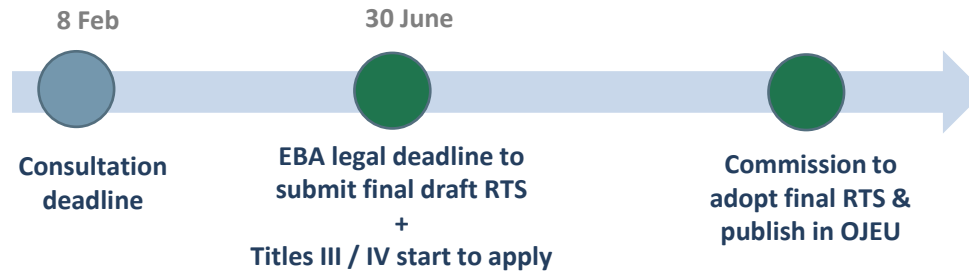 8 Feb
30 June
Consultation
deadline
EBA legal deadline to
submit final draft RTS
+
Titles III / IV start to apply
Commission to
adopt final RTS &
publish in OJEU